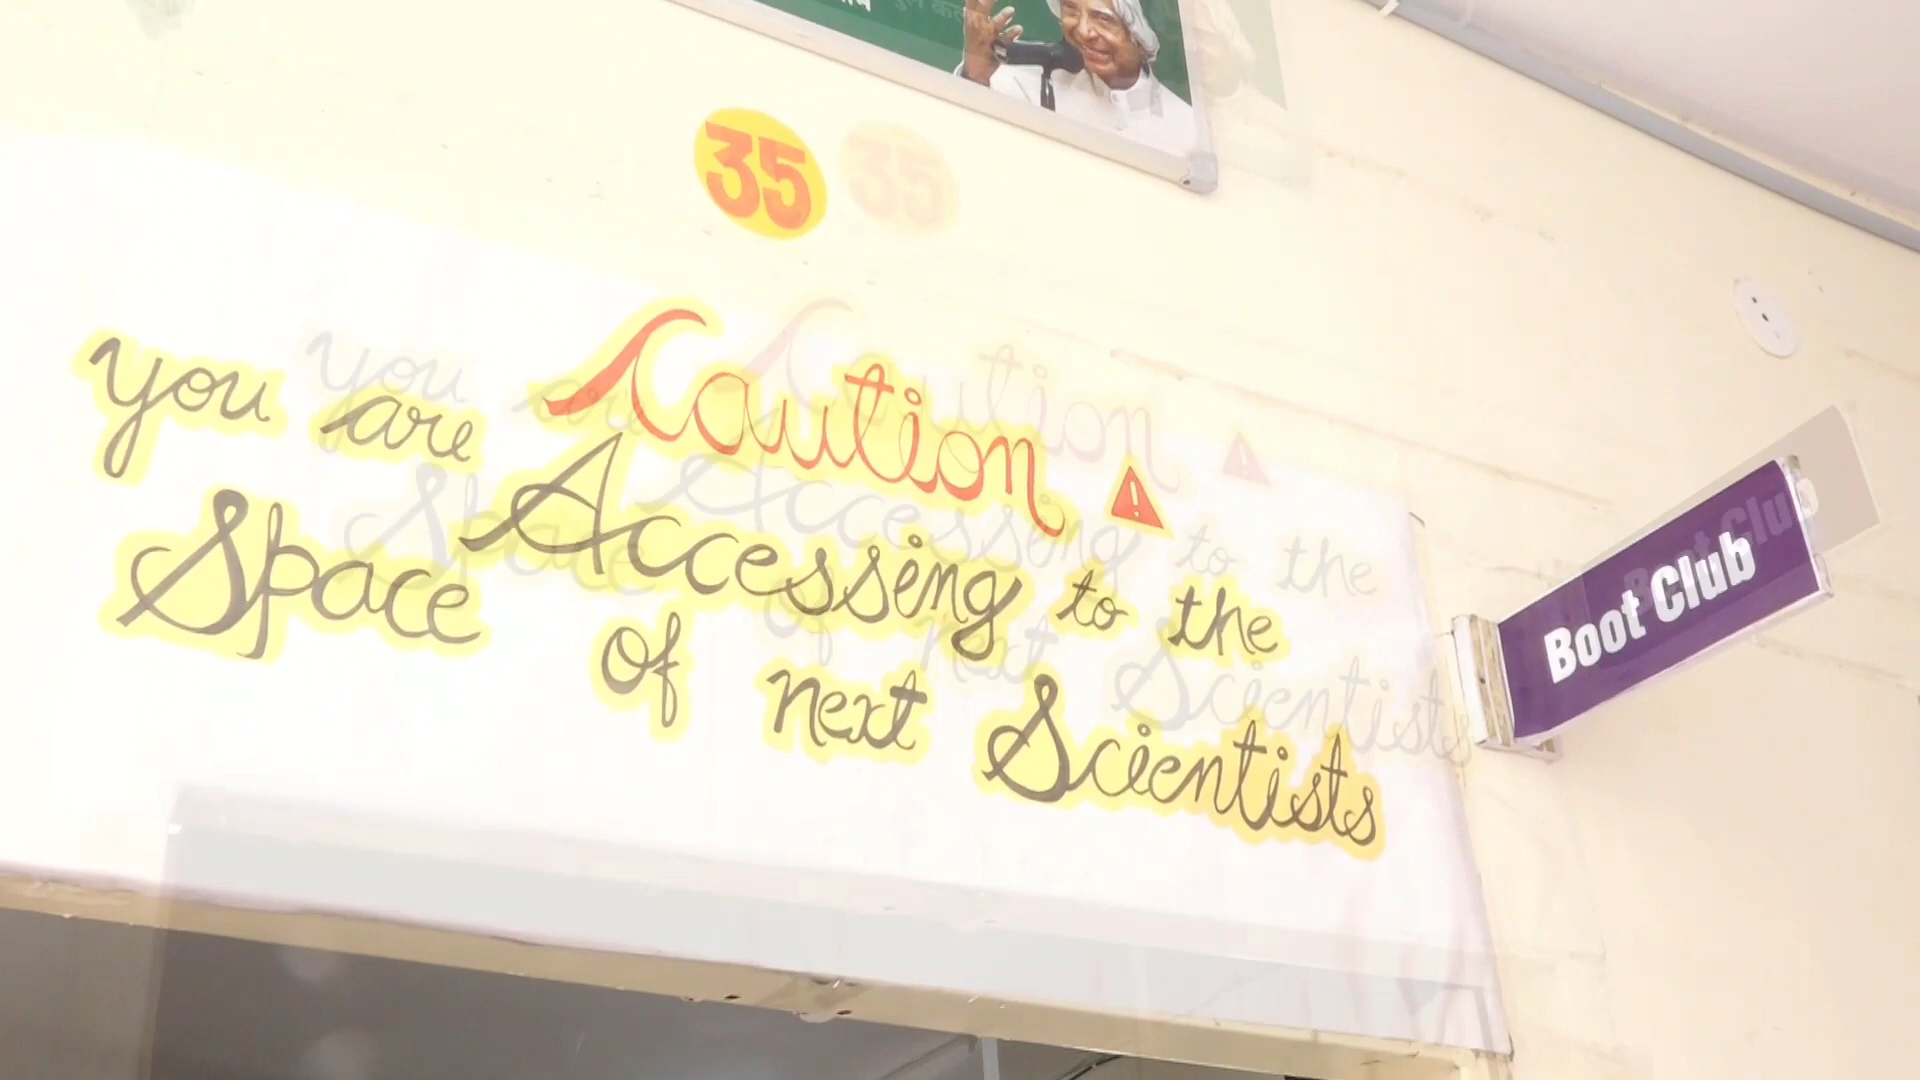 35
Caution
you are Accessing to the
Space of next Scientists
Boot Club